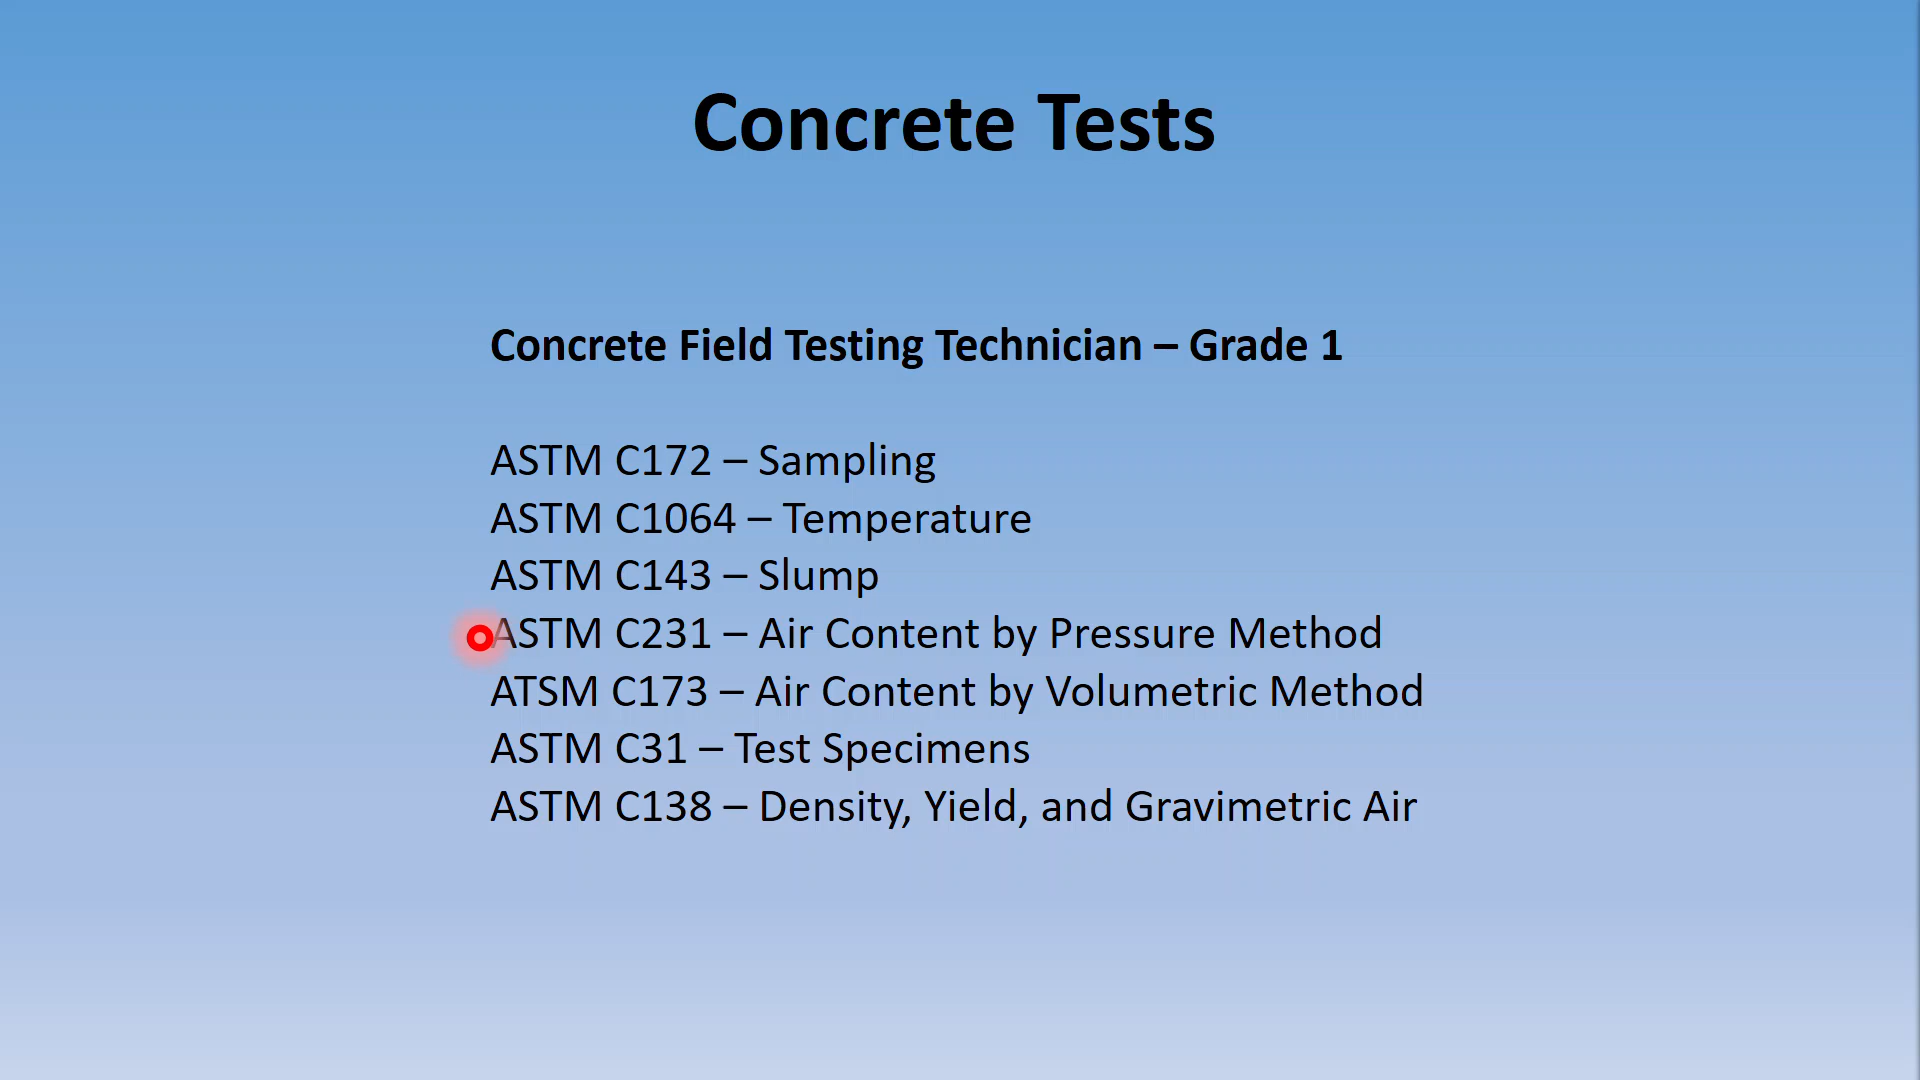 Concrete Tests
Concrete Field Testing Technician – Grade 1
ASTM C172 – Sampling
ASTM C1064 – Temperature
ASTM C143 – Slump
ASTM C231 – Air Content by Pressure Method
ATSM C173 – Air Content by Volumetric Method
ASTM C31 – Test Specimens
ASTM C138 – Density, Yield, and Gravimetric Air